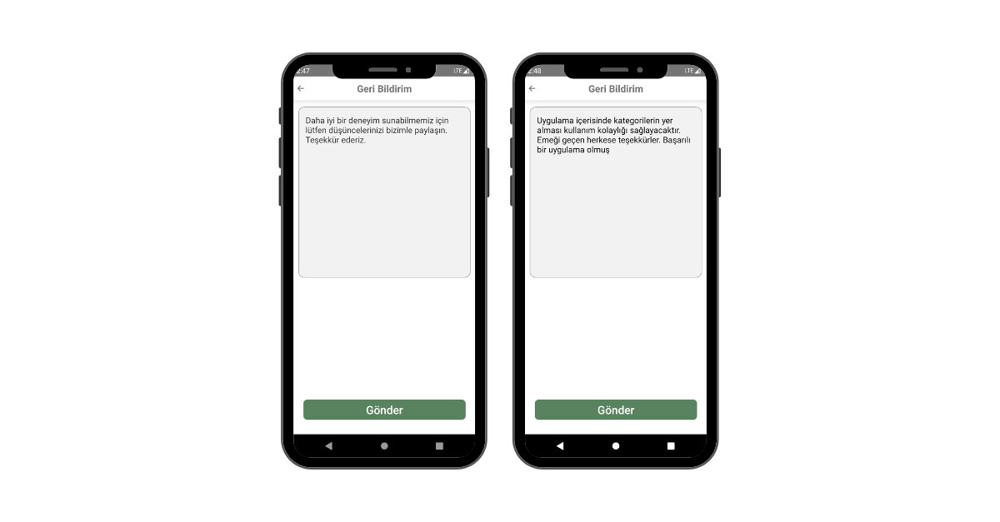 2:47
LTE
Geri Bildirim
Daha iyi bir deneyim sunabilmemiz için
lütfen düşüncelerinizi bizimle paylaşın.
Teşekkür ederiz.
Gönder
2:48
LTE
Geri Bildirim
Uygulama içerisinde kategorilerin yer
alması kullanım kolaylığı sağlayacaktır.
Emeği geçen herkese teşekkürler. Başarılı
bir uygulama olmuş
Gönder